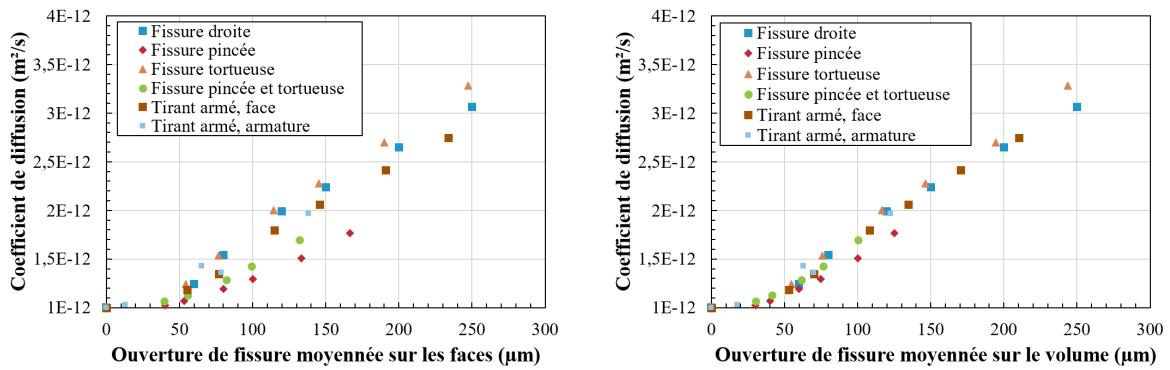 Coefficient de diffusion (m²/s)
4E-12
3,5E-12
3E-12
2,5E-12
2E-12
1,5E-12
1E-12
Fissure droite
Fissure pincée
Fissure tortueuse
Fissure pincée et tortueuse
Tirant armé, face
Tirant armé, armature
0 50 100 150 200 250 300
Ouverture de fissure moyennée sur les faces (µm)
Coefficient de diffusion (m²/s)
4E-12
3,5E-12
3E-12
2,5E-12
2E-12
1,5E-12
1E-12
Fissure droite
Fissure pincée
Fissure tortueuse
Fissure pincée et tortueuse
Tirant armé, face
Tirant armé, armature
0 50 100 150 200 250 300
Ouverture de fissure moyennée sur le volume (µm)